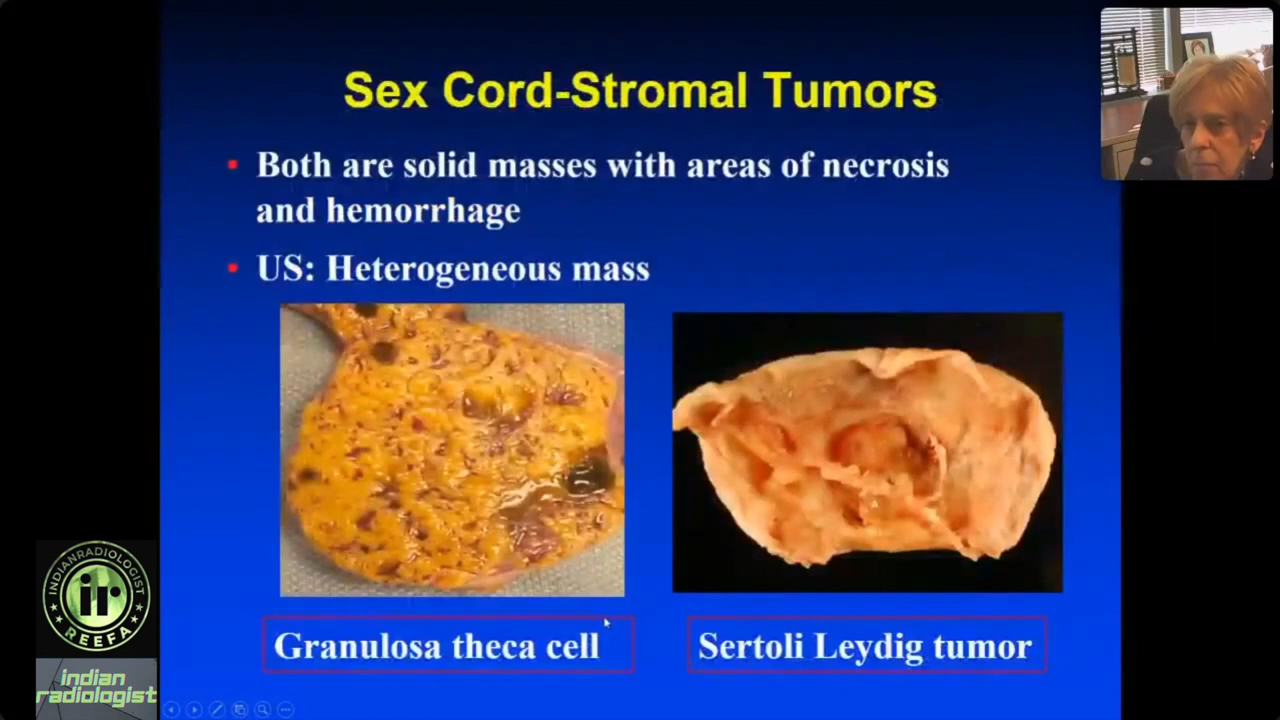 Sex Cord-Stromal Tumors
Both are solid masses with areas of necrosis
and hemorrhage
US: Heterogeneous mass
Granulosa theca cell
Sertoli Leydig tumor
INDIANRADIOLOGIST
ir
REEFA
indian
radiologist